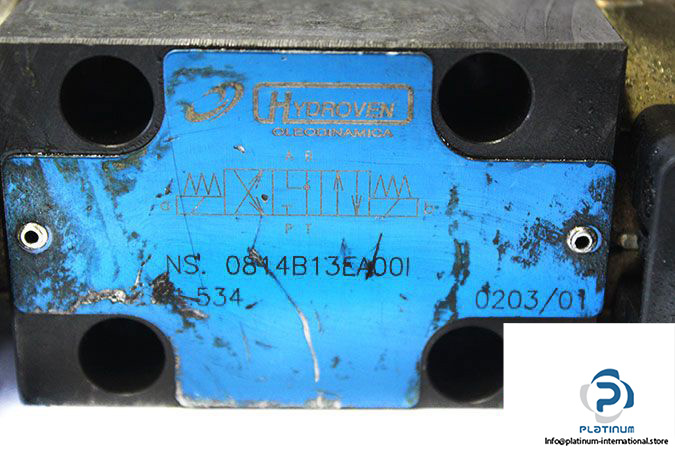 HYDROVEN
OLEODINAMICA
A B
a b
P T
NS. 0814B13EA00I
534
0203/01
PLATINUM
Info@platinum-international.store